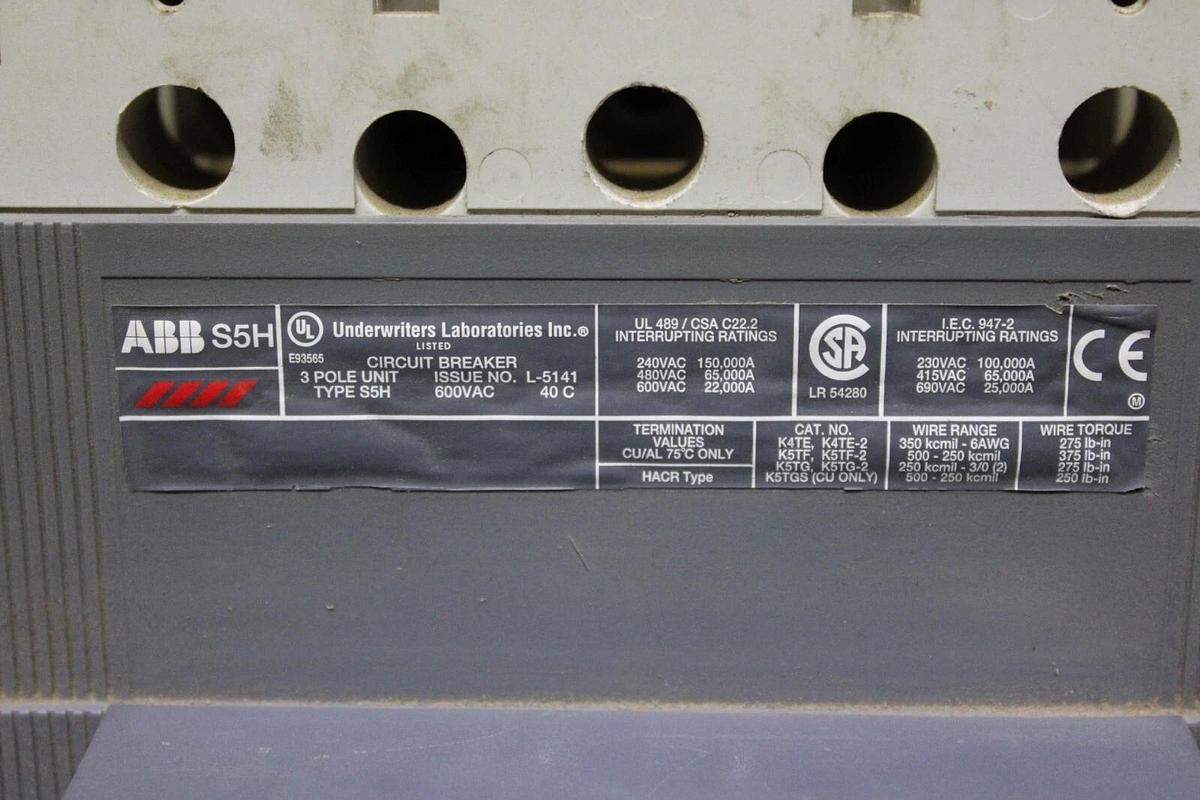 ABB S5H
UL Underwriters Laboratories Inc.®
LISTED
E93565
CIRCUIT BREAKER
3 POLE UNIT ISSUE NO. L-5141
TYPE S5H 600VAC 40 C
UL 489 / CSA C22.2
INTERRUPTING RATINGS
240VAC 150,000A
480VAC 65,000A
600VAC 22,000A
SA
LR 54280
I.E.C. 947-2
INTERRUPTING RATINGS
230VAC 100,000A
415VAC 65,000A
690VAC 25,000A
CE
M
TERMINATION
VALUES
CU/AL 75°C ONLY
HACR Type
CAT. NO.
K4TE, K4TE-2
K5TF, K5TF-2
K5TG, K5TG-2
K5TGS (CU ONLY)
WIRE RANGE
350 kcmil - 6AWG
500 - 250 kcmil
250 kcmil - 3/0 (2)
500 - 250 kcmil
WIRE TORQUE
275 lb-in
375 lb-in
275 lb-in
250 lb-in